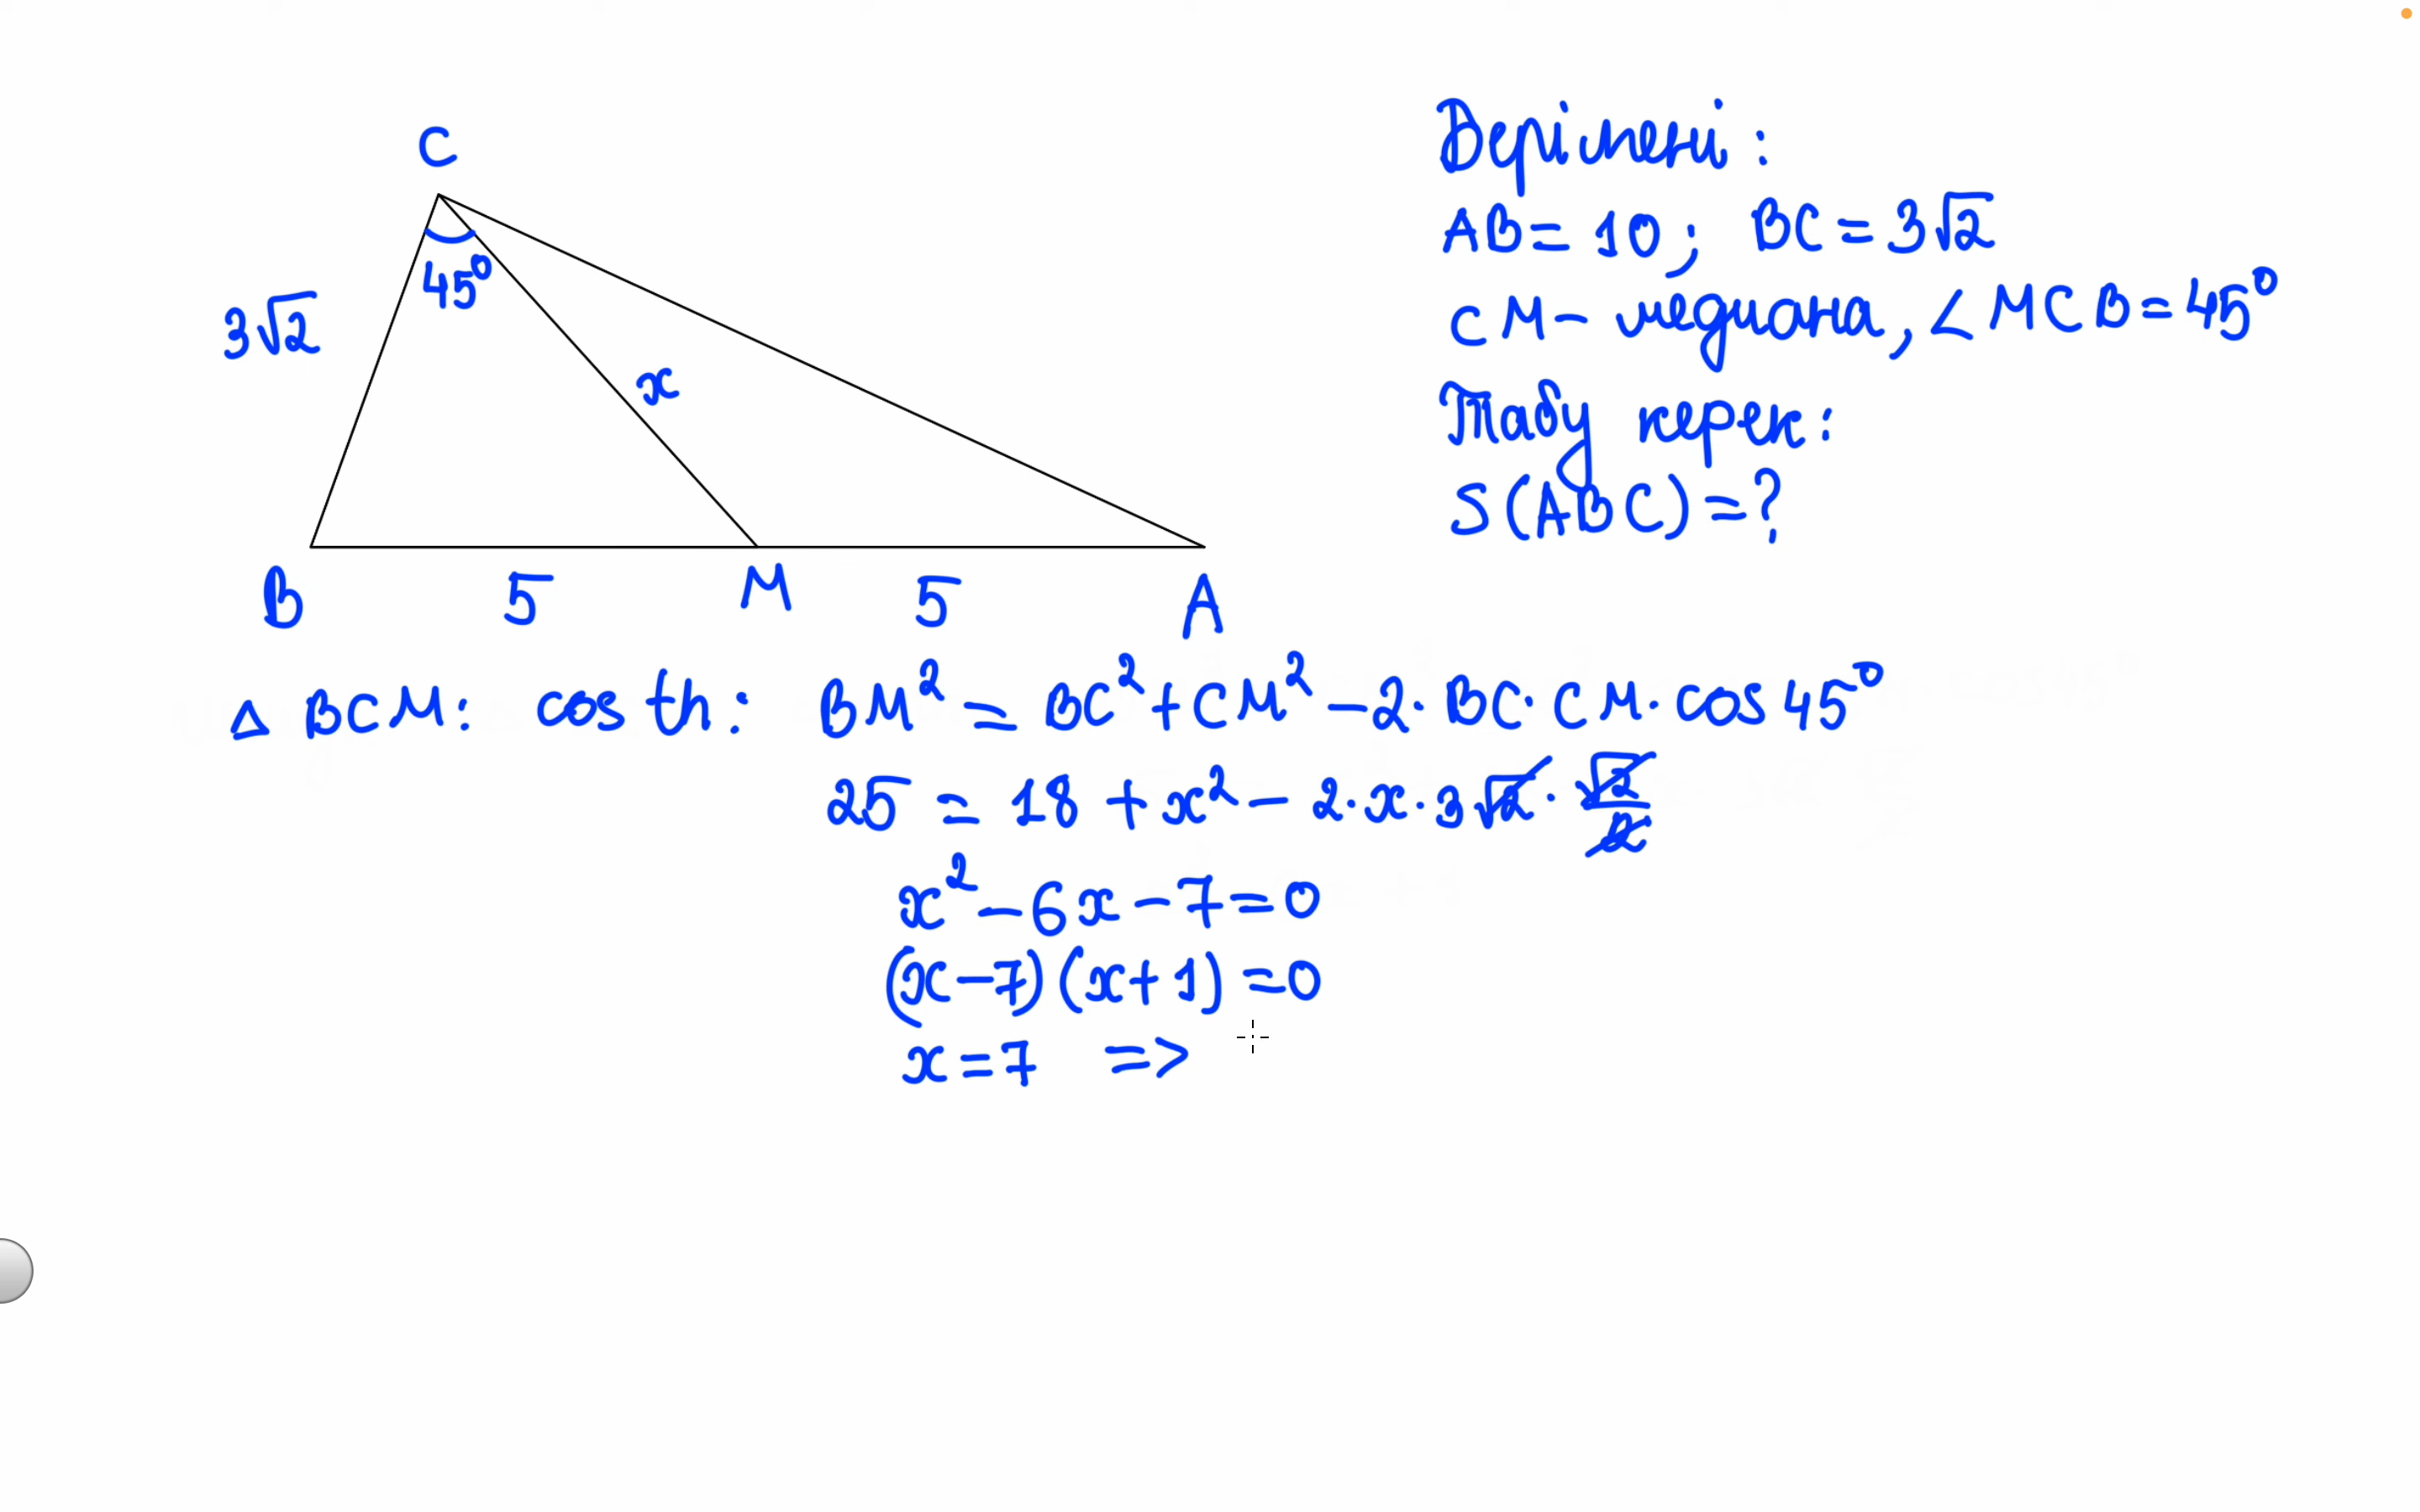 C
45°
3√2
x
B 5 M 5 A
Берілгені:
AB = 10; BC = 3√2
CM – медиана, ∠MCB = 45°
Табу керек:
S(ABC) = ?
△ BCM: cos th: BM² = BC² + CM² – 2 · BC · CM · cos 45°
25 = 18 + x² – 2 · x · 3√2 · √2/2
x² – 6x – 7 = 0
(x – 7)(x + 1) = 0
x = 7 =>